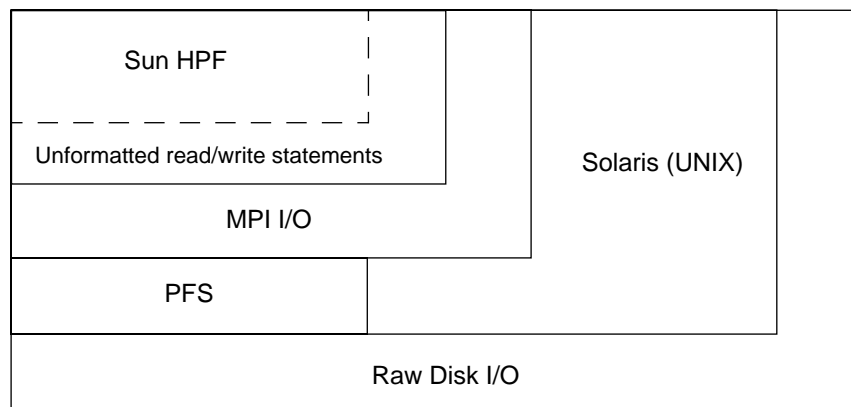 Sun HPF
Unformatted read/write statements
Solaris (UNIX)
MPI I/O
PFS
Raw Disk I/O